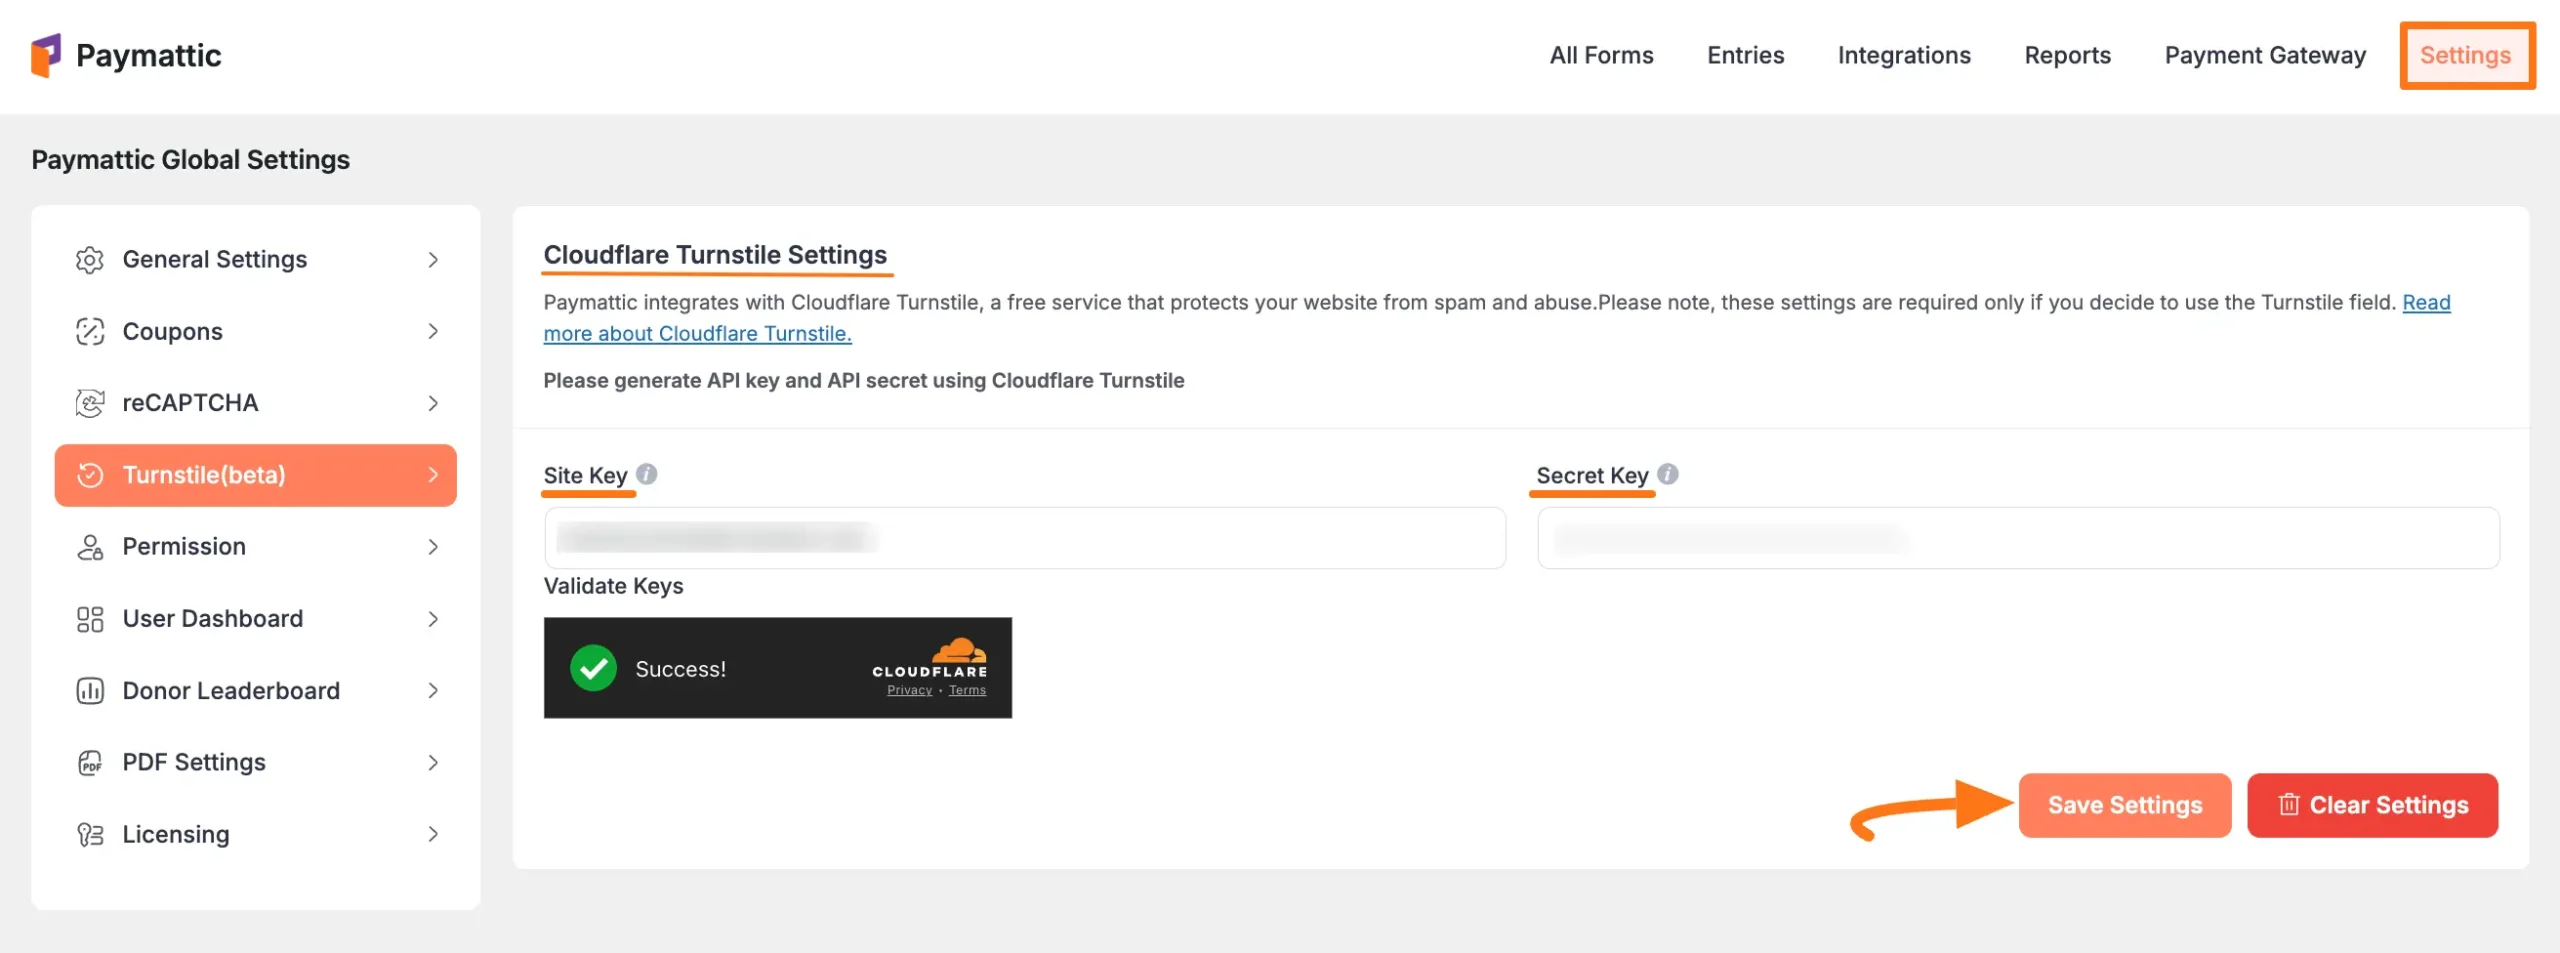 Paymattic
All Forms
Entries
Integrations
Reports
Payment Gateway
Settings
Paymattic Global Settings
General Settings
Coupons
reCAPTCHA
Turnstile(beta)
Permission
User Dashboard
Donor Leaderboard
PDF Settings
Licensing
Cloudflare Turnstile Settings
Paymattic integrates with Cloudflare Turnstile, a free service that protects your website from spam and abuse.Please note, these settings are required only if you decide to use the Turnstile field. Read
more about Cloudflare Turnstile.
Please generate API key and API secret using Cloudflare Turnstile
Site Key
Secret Key
Validate Keys
Success!
CLOUDFLARE
Privacy • Terms
Save Settings
Clear Settings